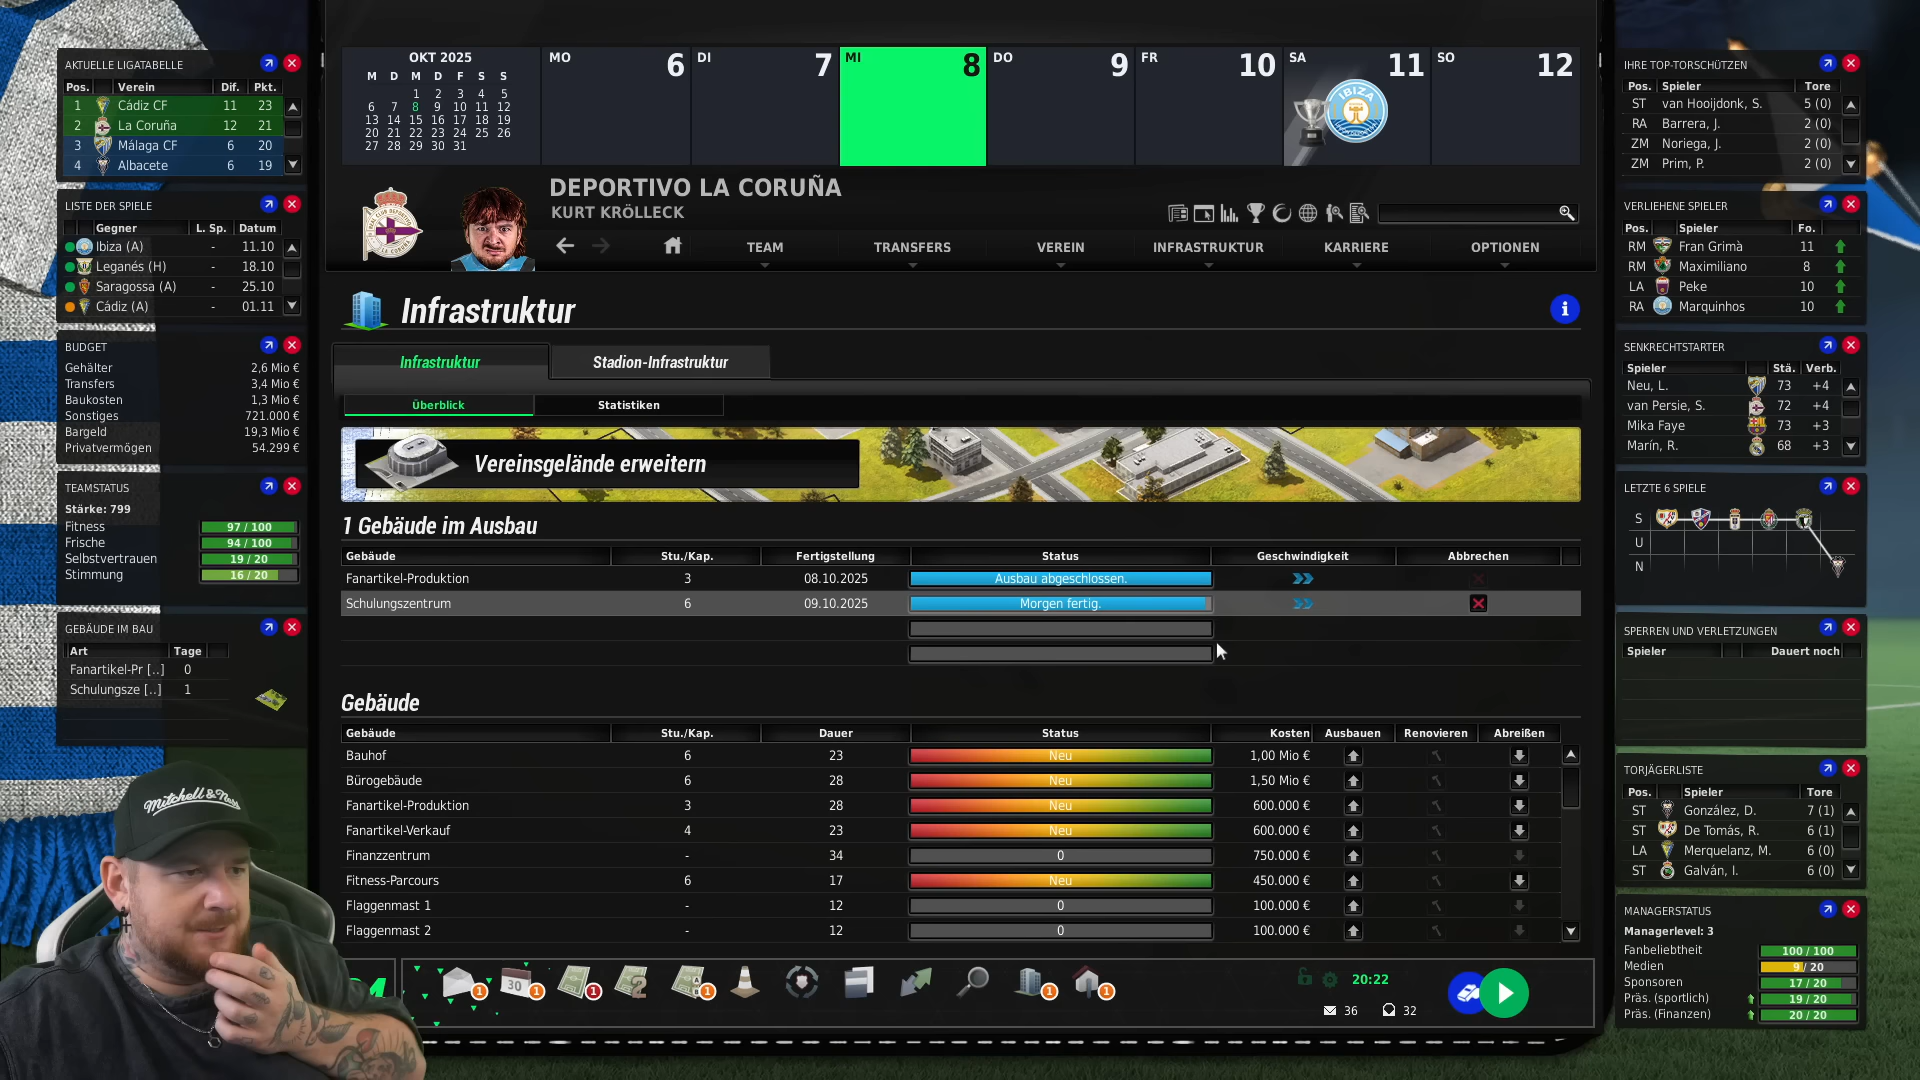 AKTUELLE LIGATABELLE
Pos. Verein Dif. Pkt.
1 Cádiz CF 11 23
2 La Coruña 12 21
3 Málaga CF 6 20
4 Albacete 6 19
LISTE DER SPIELE
Gegner L. Sp. Datum
Ibiza (A) - 11.10
Leganés (H) - 18.10
Saragossa (A) - 25.10
Cádiz (A) - 01.11
BUDGET
Gehälter 2,6 Mio €
Transfers 3,4 Mio €
Baukosten 1,3 Mio €
Sonstiges 721.000 €
Bargeld 19,3 Mio €
Privatvermögen 54.299 €
TEAMSTATUS
Stärke: 799
Fitness 97 / 100
Frische 94 / 100
Selbstvertrauen 19 / 20
Stimmung 16 / 20
GEBÄUDE IM BAU
Art Tage
Fanartikel-Pr [..] 0
Schulungsze [..] 1
Mitchell & Ness
OKT 2025
M D M D F S S
1 2 3 4 5
6 7 8 9 10 11 12
13 14 15 16 17 18 19
20 21 22 23 24 25 26
27 28 29 30 31
MO 6 DI 7 MI 8 DO 9 FR 10 SA 11 SO 12
IBIZA
DEPORTIVO LA CORUÑA
KURT KRÖLLECK
TEAM TRANSFERS VEREIN INFRASTRUKTUR KARRIERE OPTIONEN
Infrastruktur
i
Infrastruktur Stadion-Infrastruktur
Überblick Statistiken
Vereinsgelände erweitern
1 Gebäude im Ausbau
Gebäude Stu./Kap. Fertigstellung Status Geschwindigkeit Abbrechen
Fanartikel-Produktion 3 08.10.2025 Ausbau abgeschlossen.
Schulungszentrum 6 09.10.2025 Morgen fertig.
Gebäude
Gebäude Stu./Kap. Dauer Status Kosten Ausbauen Renovieren Abreißen
Bauhof 6 23 Neu 1,00 Mio €
Bürogebäude 6 28 Neu 1,50 Mio €
Fanartikel-Produktion 3 28 Neu 600.000 €
Fanartikel-Verkauf 4 23 Neu 600.000 €
Finanzzentrum - 34 0 750.000 €
Fitness-Parcours 6 17 Neu 450.000 €
Flaggenmast 1 - 12 0 100.000 €
Flaggenmast 2 - 12 0 100.000 €
1 30 1 1 2 1 1 1
20:22
36 32
IHRE TOP-TORSCHÜTZEN
Pos. Spieler Tore
ST van Hooijdonk, S. 5 (0)
RA Barrera, J. 2 (0)
ZM Noriega, J. 2 (0)
ZM Prim, P. 2 (0)
VERLIEHENE SPIELER
Pos. Spieler Fo.
RM Fran Grimà 11
RM Maximiliano 8
LA Peke 10
RA Marquinhos 10
SENKRECHTSTARTER
Spieler Stä. Verb.
Neu, L. 73 +4
van Persie, S. 72 +4
Mika Faye 73 +3
Marín, R. 68 +3
LETZTE 6 SPIELE
S
U
N
SPERREN UND VERLETZUNGEN
Spieler Dauert noch
TORJÄGERLISTE
Pos. Spieler Tore
ST González, D. 7 (1)
ST De Tomás, R. 6 (1)
LA Merquelanz, M. 6 (0)
ST Galván, I. 6 (0)
MANAGERSTATUS
Managerlevel: 3
Fanbeliebtheit 100 / 100
Medien 9 / 20
Sponsoren 17 / 20
Präs. (sportlich) 19 / 20
Präs. (Finanzen) 20 / 20